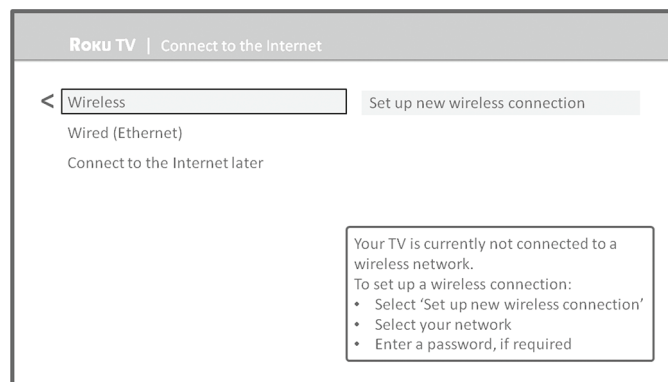 ROKU TV | Connect to the Internet
< Wireless
Set up new wireless connection
Wired (Ethernet)
Connect to the Internet later
Your TV is currently not connected to a
wireless network.
To set up a wireless connection:
• Select ‘Set up new wireless connection’
• Select your network
• Enter a password, if required